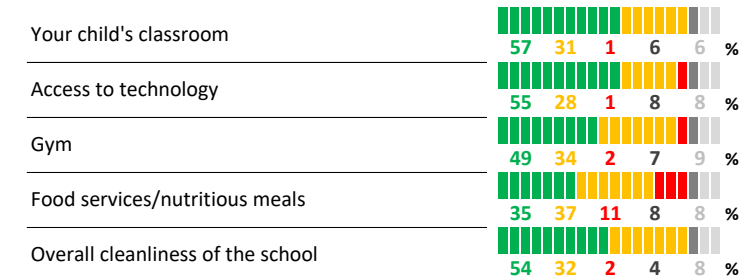 Your child's classroom
57 31 1 6 6 %
Access to technology
55 28 1 8 8 %
Gym
49 34 2 7 9 %
Food services/nutritious meals
35 37 11 8 8 %
Overall cleanliness of the school
54 32 2 4 8 %